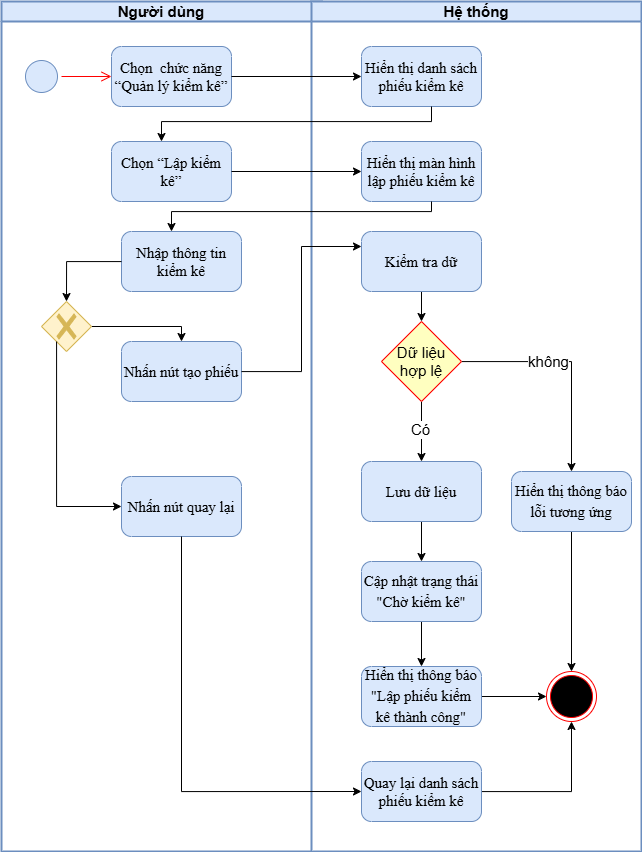 Người dùng
Hệ thống
Chọn chức năng
“Quản lý kiểm kê”
Hiển thị danh sách
phiếu kiểm kê
Chọn “Lập kiểm
kê”
Hiển thị màn hình
lập phiếu kiểm kê
Nhập thông tin
kiểm kê
Kiểm tra dữ
Nhấn nút tạo phiếu
Dữ liệu
hợp lệ
không
Có
Lưu dữ liệu
Hiển thị thông báo
lỗi tương ứng
Nhấn nút quay lại
Cập nhật trạng thái
"Chờ kiểm kê"
Hiển thị thông báo
"Lập phiếu kiểm
kê thành công"
Quay lại danh sách
phiếu kiểm kê